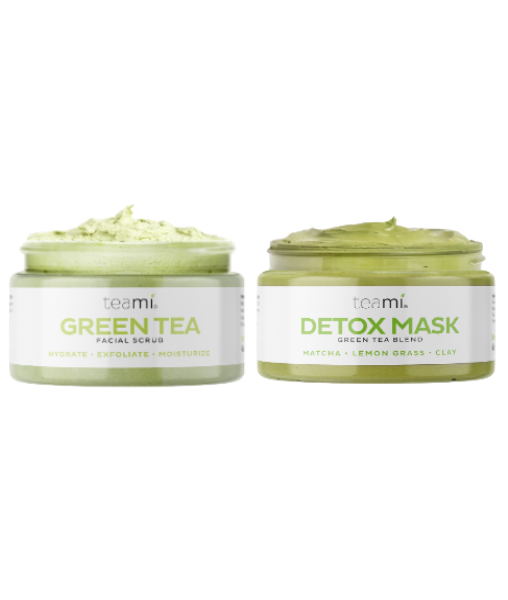 teami
GREEN TEA
FACIAL SCRUB
HYDRATE • EXFOLIATE • MOISTURIZE
teami
DETOX MASK
GREEN TEA BLEND
MATCHA • LEMON GRASS • CLAY